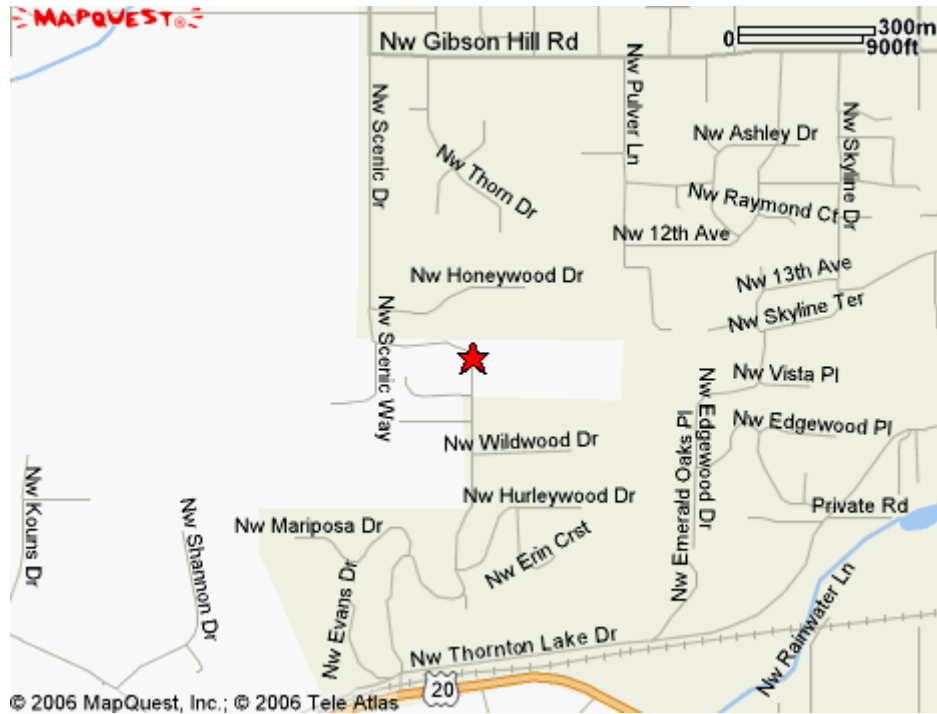 MAPQUEST®
Nw Gibson Hill Rd
0
300m
900ft
Nw Scenic Dr
Nw Pulver Ln
Nw Ashley Dr
Nw Skyline Dr
Nw Thorn Dr
Nw Raymond Ct
Nw 12th Ave
Nw Honeywood Dr
Nw 13th Ave
Nw Skyline Ter
Nw Scenic Way
Nw Vista Pl
Nw Edgewood Dr
Nw Edgewood Pl
Nw Emerald Oaks Pl
Nw Wildwood Dr
Nw Hurleywood Dr
Private Rd
Nw Kouns Dr
Nw Shannon Dr
Nw Mariposa Dr
Nw Erin Crst
Nw Evans Dr
Nw Thornton Lake Dr
Nw Rainwater Ln
20
© 2006 MapQuest, Inc.; © 2006 Tele Atlas